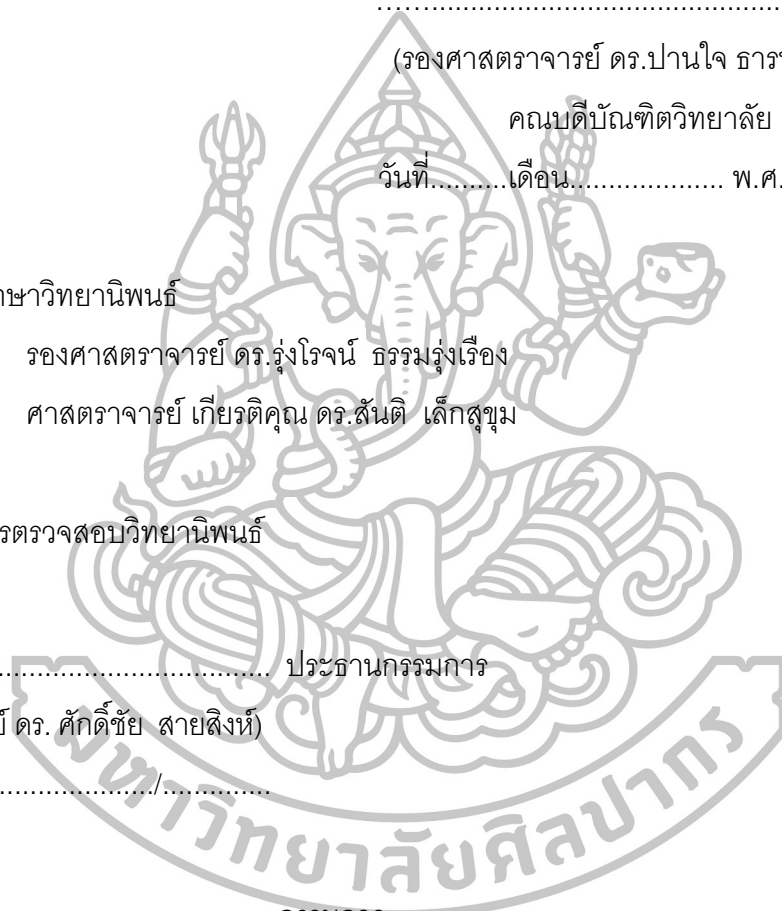 ……................................................
(รองศาสตราจารย์ ดร.ปานใจ
คณบดีบัณฑิตวิทยาลัย
วันที่..........เดือน.................... พ.ศ.
วิทยานิพนธ์
รองศาสตราจารย์ ดร.รุ่งโรจน์ ธรรมรุ่งเรือง
ศาสตราจารย์ เกียรติคุณ ดร.สันติ เล็กสุขุม
ตรวจสอบวิทยานิพนธ์
.................................... ประธานกรรมการ
ดร. ศักดิ์ชัย สายสิงห์)
...................../..............
มหาวิทยาลัยศิลปากร